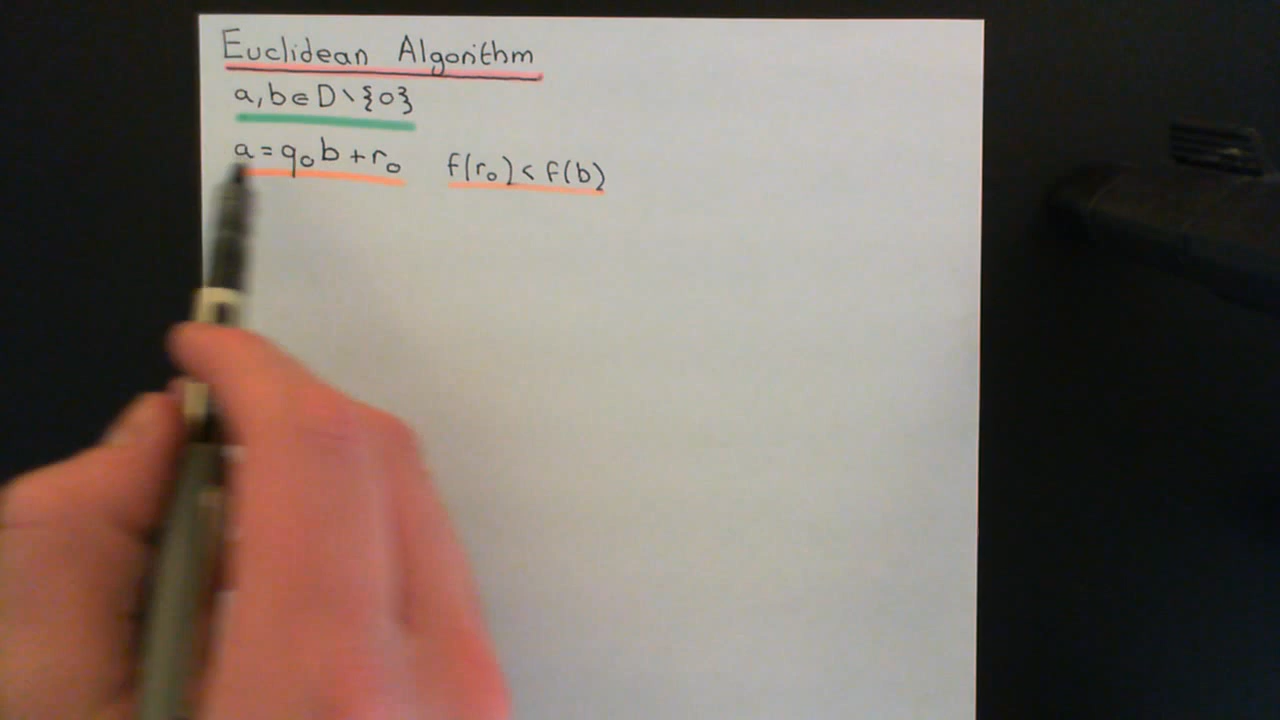 Euclidean Algorithm
a, b ∈ D \ {0}
a = q₀b + r₀ f(r₀) < f(b)